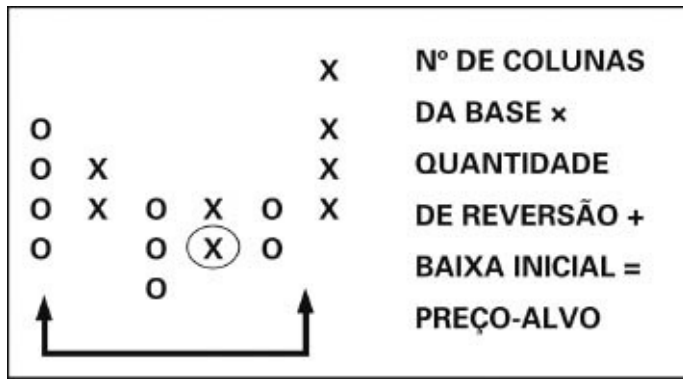 X Nº DE COLUNAS
O X DA BASE ×
O X X QUANTIDADE
O X O X O X DE REVERSÃO +
O O X O BAIXA INICIAL =
O PREÇO-ALVO